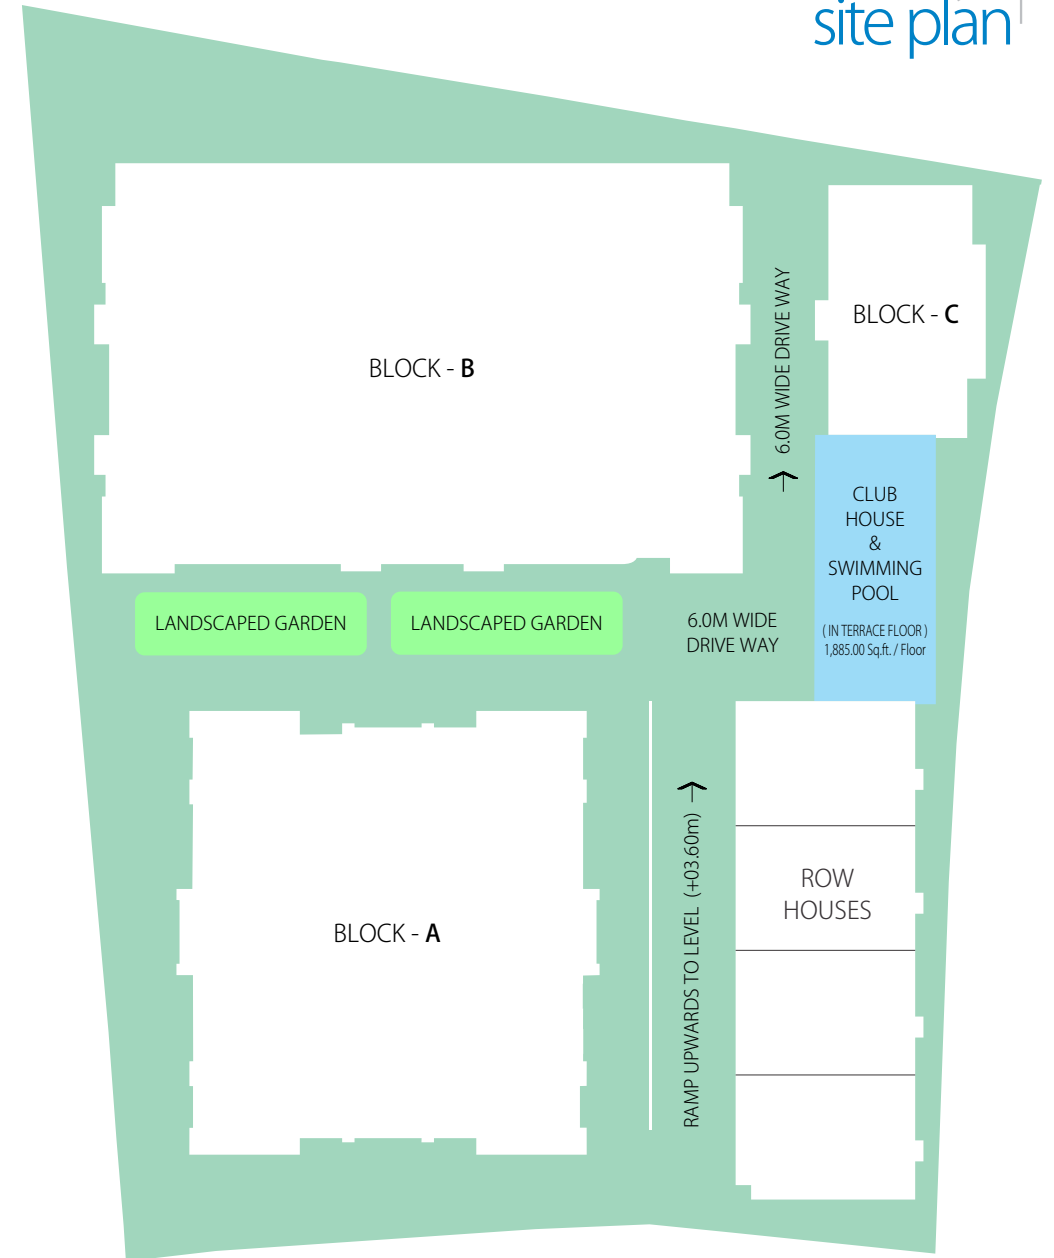 site plan
BLOCK - C
6.0M WIDE DRIVE WAY
BLOCK - B
CLUB
HOUSE
&
SWIMMING
POOL
( IN TERRACE FLOOR )
1,885.00 Sq.ft. / Floor
LANDSCAPED GARDEN
LANDSCAPED GARDEN
6.0M WIDE
DRIVE WAY
RAMP UPWARDS TO LEVEL (+03.60m)
ROW
HOUSES
BLOCK - A